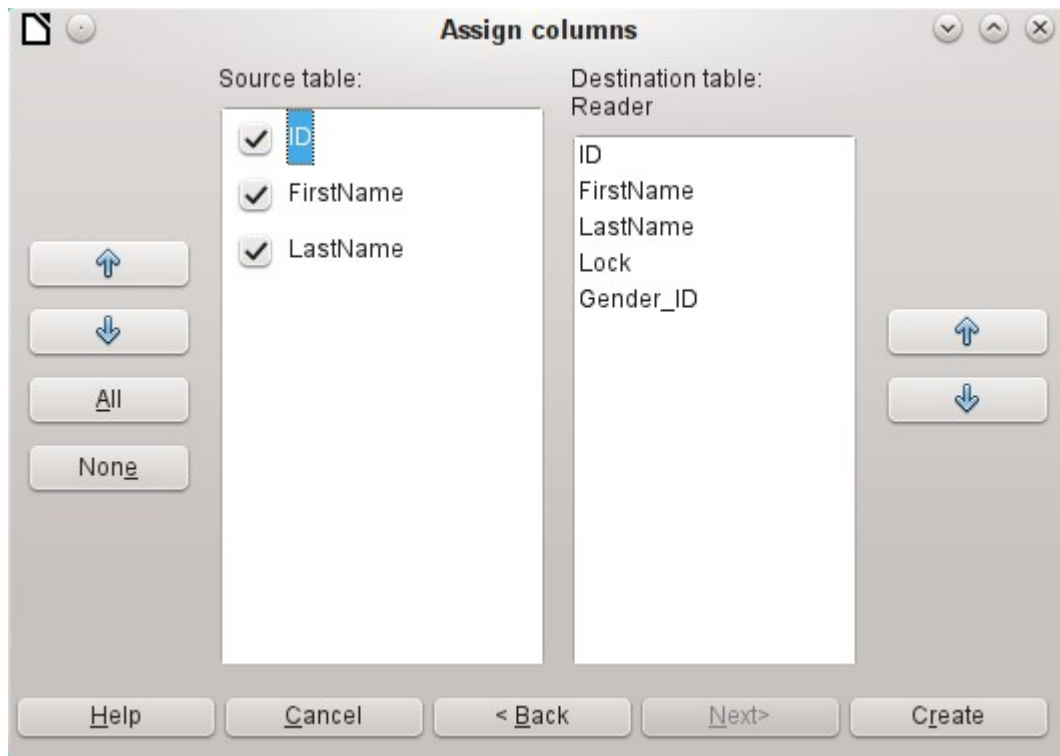 Assign columns
Source table:
ID
FirstName
LastName
Destination table:
Reader
ID
FirstName
LastName
Lock
Gender_ID
All
None
Help
Cancel
< Back
Next>
Create